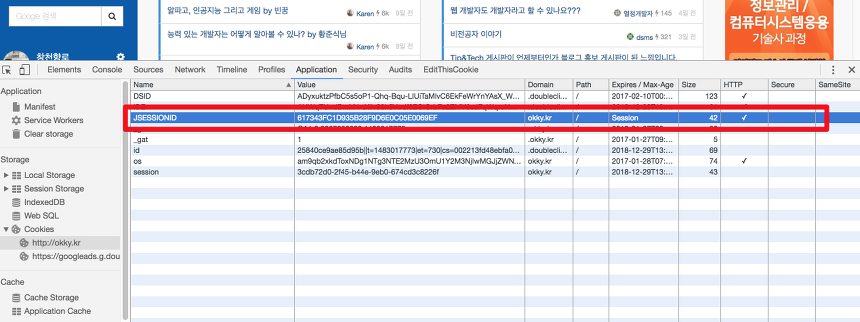 Google 검색
말파고, 인공지능 그리고 게임 by 빈꿈
Karen 6k 9일 전
능력 있는 개발자는 어떻게 알아볼 수 있나? by 황준식님
Karen 6k 9일 전
웹 개발자도 개발자라고 할 수 있나요???
열정개발자 145 4일 전
비전공자 이야기
dsms 321 3일 전
Tip&Tech 게시판이 언제부터인가 블로그 홍보 게시판이 된 느낌입니다.
정보관리 /
컴퓨터시스템응용
기술사 과정
창천향로
Elements Console Sources Network Timeline Profiles Application Security Audits EditThisCookie
Application
Manifest
Service Workers
Clear storage
Storage
Local Storage
Session Storage
IndexedDB
Web SQL
Cookies
http://okky.kr
https://googleads.g.dou
Cache
Cache Storage
Application Cache
Name Value Domain Path Expires / Max-Age Size HTTP Secure SameSite
DSID ADyxuktzPfbC5s5oP1-Qhq-Bqu-LIUlTaMivC6EkFeWrYnYAsX_W... .doublecli... / 2017-02-10T00:... 123 ✓
JSESSIONID 617343FC1D935B28F9D6E0C05E0069EF okky.kr / Session 42 ✓
_gat 1 okky.kr / 2017-01-27T09:... 5
id 25840ce9ae85d95b||t=1483017773|et=730|cs=002213fd48ebfa0... .doublecli... / 2018-12-29T13:... 69
os am9qb2xkdToxNDg1NTg3NTE2MzU3OmU1Y2M3NjIwMGJjZWN... okky.kr / 2017-01-28T07:... 74 ✓
session 3cdb72d0-2f45-b44e-9eb0-674cd3c8226f okky.kr / 2018-12-29T13:... 43